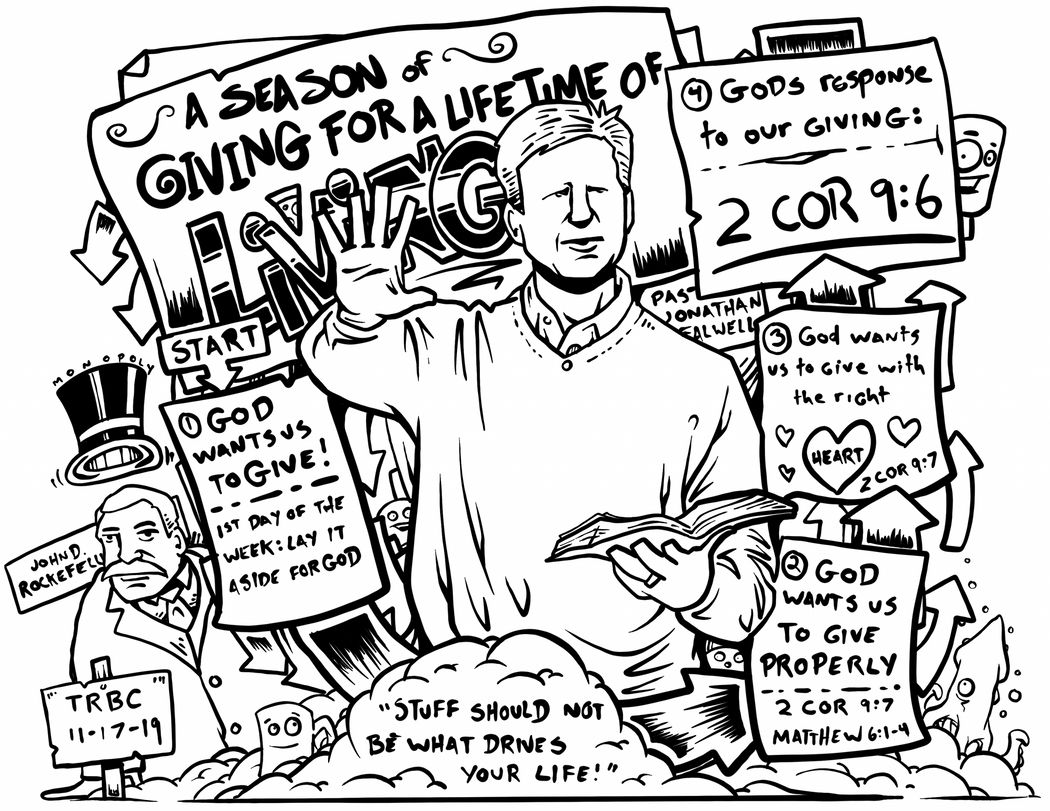 A SEASON OF
GIVING FOR A LIFETIME OF
LIVING
START
① GOD
WANTS US
TO GIVE!
1ST DAY OF THE
WEEK: LAY IT
ASIDE FOR GOD
② GOD
WANTS US
TO GIVE
PROPERLY
2 COR 9:7
MATTHEW 6:1-4
③ God wants
us to Give with
the right
HEART
2 COR 9:7
④ GODS response
to our GIVING:
2 COR 9:6
PAST
JONATHAN
FALWELL
MONOPOLY
JOHN D.
ROCKEFELL
"TRBC"
11-17-19
"STUFF SHOULD NOT
BE WHAT DRIVES
YOUR LIFE!"